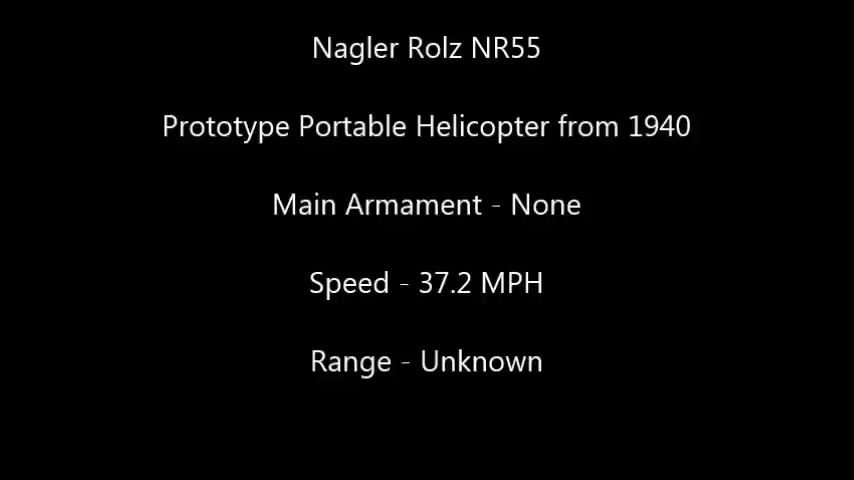 Nagler Rolz NR55
Prototype Portable Helicopter from 1940
Main Armament - None
Speed - 37.2 MPH
Range - Unknown